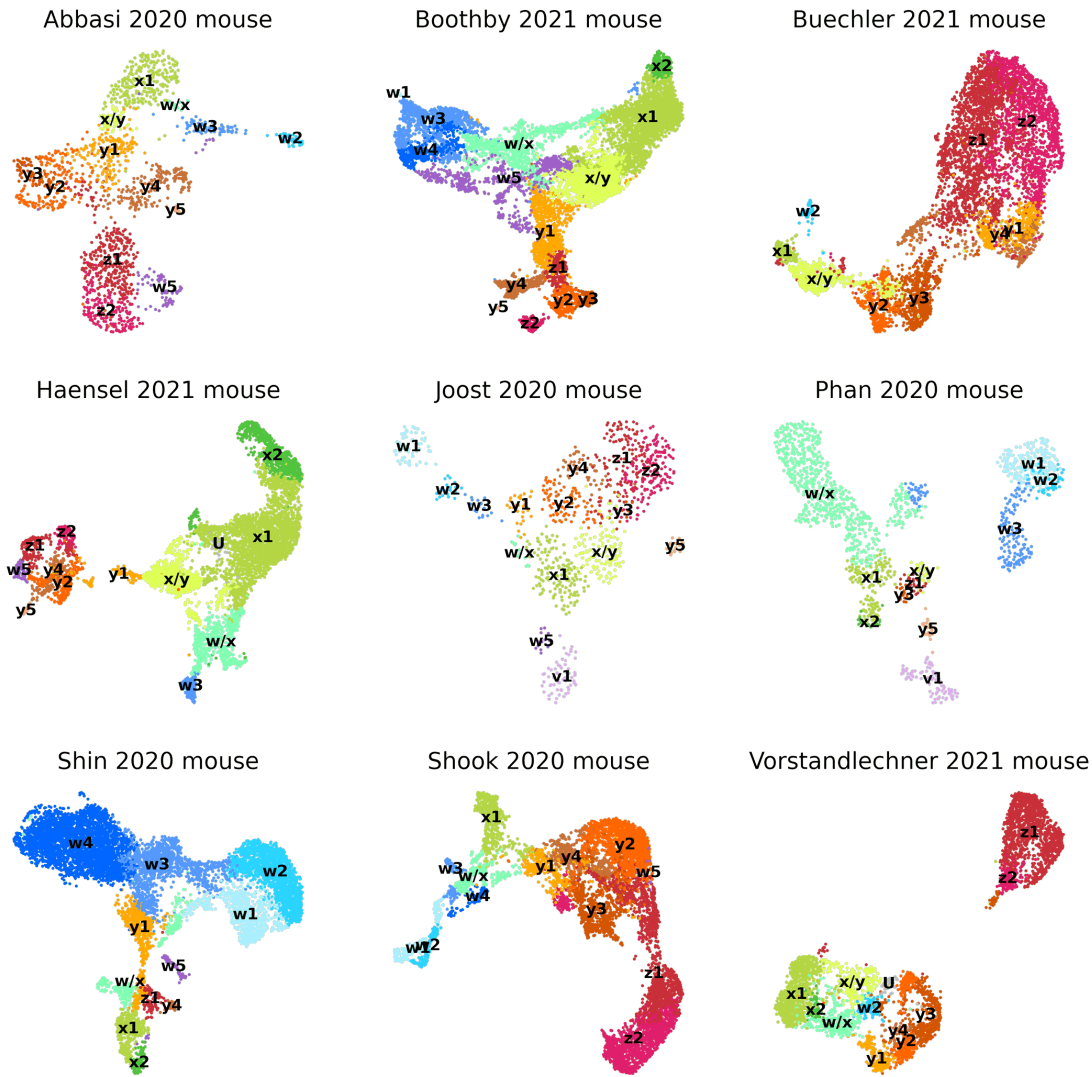 Abbasi 2020 mouse
x1
w/x
x/y
w3
w2
y1
y3
y2
y4
y5
z1
w5
z2
Boothby 2021 mouse
x2
w1
w3
x1
w4
w/x
w5
x/y
y1
z1
y4
y5
y2
y3
z2
Buechler 2021 mouse
z2
z1
w2
y4
y1
x1
x/y
y2
y3
Haensel 2021 mouse
x2
z2
z1
U
x1
w5
y4
y2
y1
x/y
y5
w/x
w3
Joost 2020 mouse
w1
z1
y4
z2
w2
w3
y1
y2
y3
w/x
x/y
y5
x1
w5
v1
Phan 2020 mouse
w1
w2
w/x
w3
x1
x/y
z1
y3
x2
y5
v1
Shin 2020 mouse
w4
w3
w2
w1
y1
w5
w/x
z1
y4
x1
x2
Shook 2020 mouse
x1
y2
y4
w3
w/x
y1
w5
w4
y3
w1
w2
z1
z2
Vorstandlechner 2021 mouse
z1
z2
x/y
U
x1
x2
w2
w/x
y3
y4
y2
y1